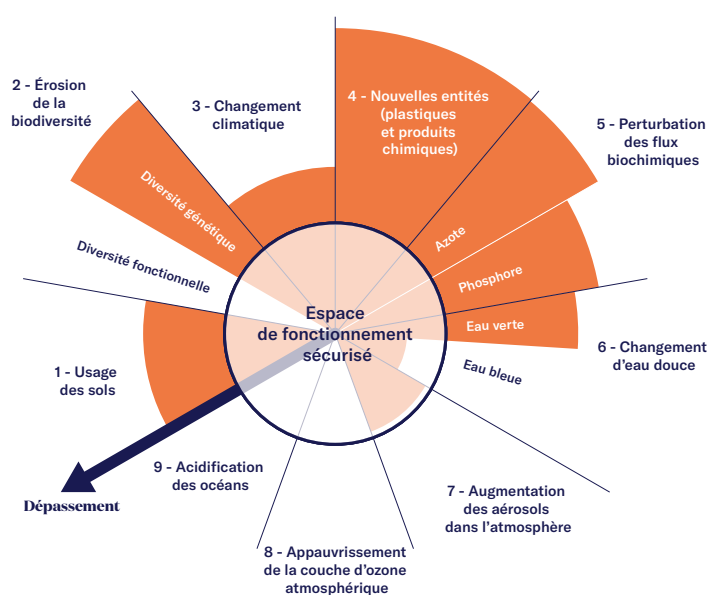 2 - Érosion
de la
biodiversité
3 - Changement
climatique
4 - Nouvelles entités
(plastiques
et produits
chimiques)
5 - Perturbation
des flux
biochimiques
Diversité génétique
Azote
Diversité fonctionnelle
Phosphore
Espace
de fonctionnement
sécurisé
Eau verte
6 - Changement
d'eau douce
Eau bleue
1 - Usage
des sols
9 - Acidification
des océans
Dépassement
7 - Augmentation
des aérosols
dans l'atmosphère
8 - Appauvrissement
de la couche d'ozone
atmosphérique